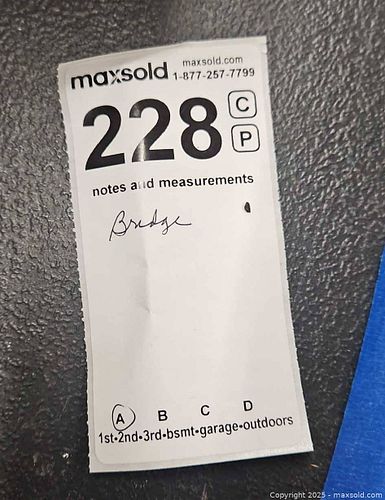 maxsold maxsold.com
1-877-257-7799
228 C
P
notes and measurements
Bridge
A B C D
1st•2nd•3rd•bsmt•garage•outdoors
Copyright © 2025 - maxsold.com